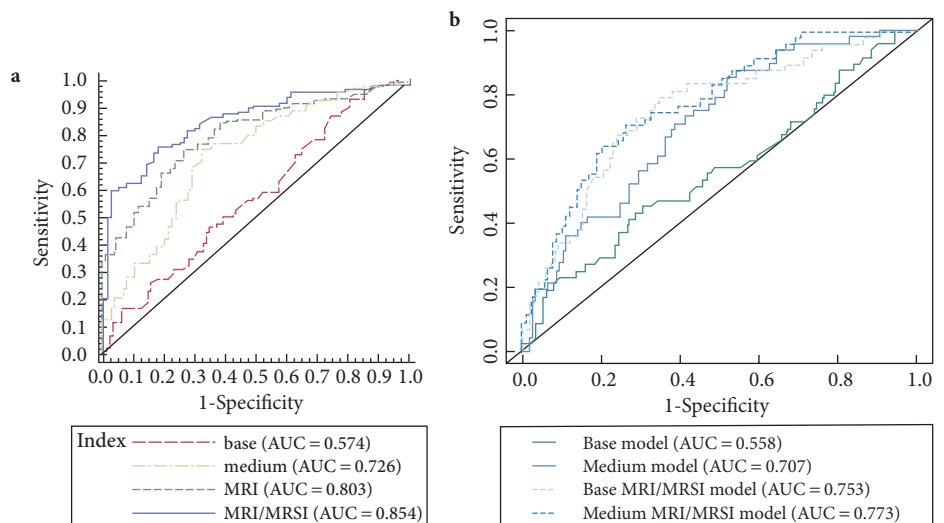 a
1.0
0.9
0.8
0.7
0.6
0.5
0.4
0.3
0.2
0.1
0.0
Sensitivity
0.0 0.1 0.2 0.3 0.4 0.5 0.6 0.7 0.8 0.9 1.0
1-Specificity
Index
base (AUC = 0.574)
medium (AUC = 0.726)
MRI (AUC = 0.803)
MRI/MRSI (AUC = 0.854)
b
1.0
0.8
0.6
0.4
0.2
0.0
Sensitivity
0.0 0.2 0.4 0.6 0.8 1.0
1-Specificity
Base model (AUC = 0.558)
Medium model (AUC = 0.707)
Base MRI/MRSI model (AUC = 0.753)
Medium MRI/MRSI model (AUC = 0.773)